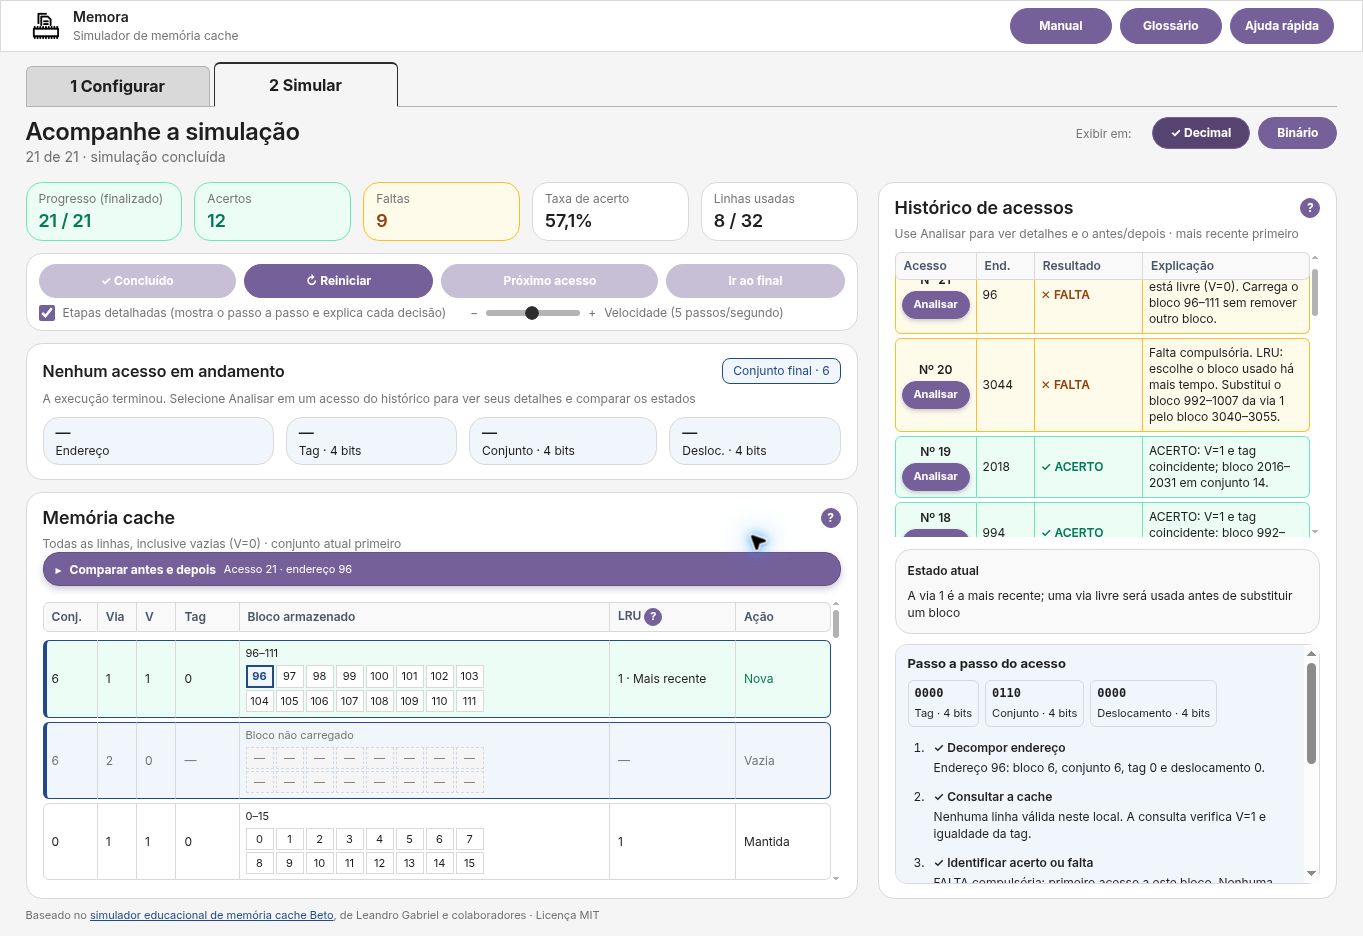 Memora
Simulador de memória cache
Manual
Glossário
Ajuda rápida
1 Configurar
2 Simular
Acompanhe a simulação
21 de 21 · simulação concluída
Exibir em:
✓ Decimal
Binário
Progresso (finalizado)
21 / 21
Acertos
12
Faltas
9
Taxa de acerto
57,1%
Linhas usadas
8 / 32
✓ Concluído
↻ Reiniciar
Próximo acesso
Ir ao final
Etapas detalhadas (mostra o passo a passo e explica cada decisão)
− + Velocidade (5 passos/segundo)
Nenhum acesso em andamento
Conjunto final · 6
A execução terminou. Selecione Analisar em um acesso do histórico para ver seus detalhes e comparar os estados
—
Endereço
—
Tag · 4 bits
—
Conjunto · 4 bits
—
Desloc. · 4 bits
Memória cache
?
Todas as linhas, inclusive vazias (V=0) · conjunto atual primeiro
▸ Comparar antes e depois Acesso 21 · endereço 96
Conj. Via V Tag Bloco armazenado LRU ? Ação
96–111
6 1 1 0 1 · Mais recente Nova
96 97 98 99 100 101 102 103
104 105 106 107 108 109 110 111
Bloco não carregado
6 2 0 — — Vazia
— — — — — — — —
— — — — — — — —
0–15
0 1 1 0 1 Mantida
0 1 2 3 4 5 6 7
8 9 10 11 12 13 14 15
Histórico de acessos
?
Use Analisar para ver detalhes e o antes/depois · mais recente primeiro
Acesso End. Resultado Explicação
Nº 21
Analisar
96
✕ FALTA
está livre (V=0). Carrega o
bloco 96–111 sem remover
outro bloco.
Nº 20
Analisar
3044
✕ FALTA
Falta compulsória. LRU:
escolhe o bloco usado há
mais tempo. Substitui o
bloco 992–1007 da via 1
pelo bloco 3040–3055.
Nº 19
Analisar
2018
✓ ACERTO
ACERTO: V=1 e tag
coincidente; bloco 2016–
2031 em conjunto 14.
Nº 18
994
✓ ACERTO
ACERTO: V=1 e tag
coincidente: bloco 992–
Estado atual
A via 1 é a mais recente; uma via livre será usada antes de substituir
um bloco
Passo a passo do acesso
0000
Tag · 4 bits
0110
Conjunto · 4 bits
0000
Deslocamento · 4 bits
1. ✓ Decompor endereço
Endereço 96: bloco 6, conjunto 6, tag 0 e deslocamento 0.
2. ✓ Consultar a cache
Nenhuma linha válida neste local. A consulta verifica V=1 e
igualdade da tag.
3. ✓ Identificar acerto ou falta
FALTA compulsória: primeiro acesso a este bloco. Nenhuma
Baseado no simulador educacional de memória cache Beto, de Leandro Gabriel e colaboradores · Licença MIT